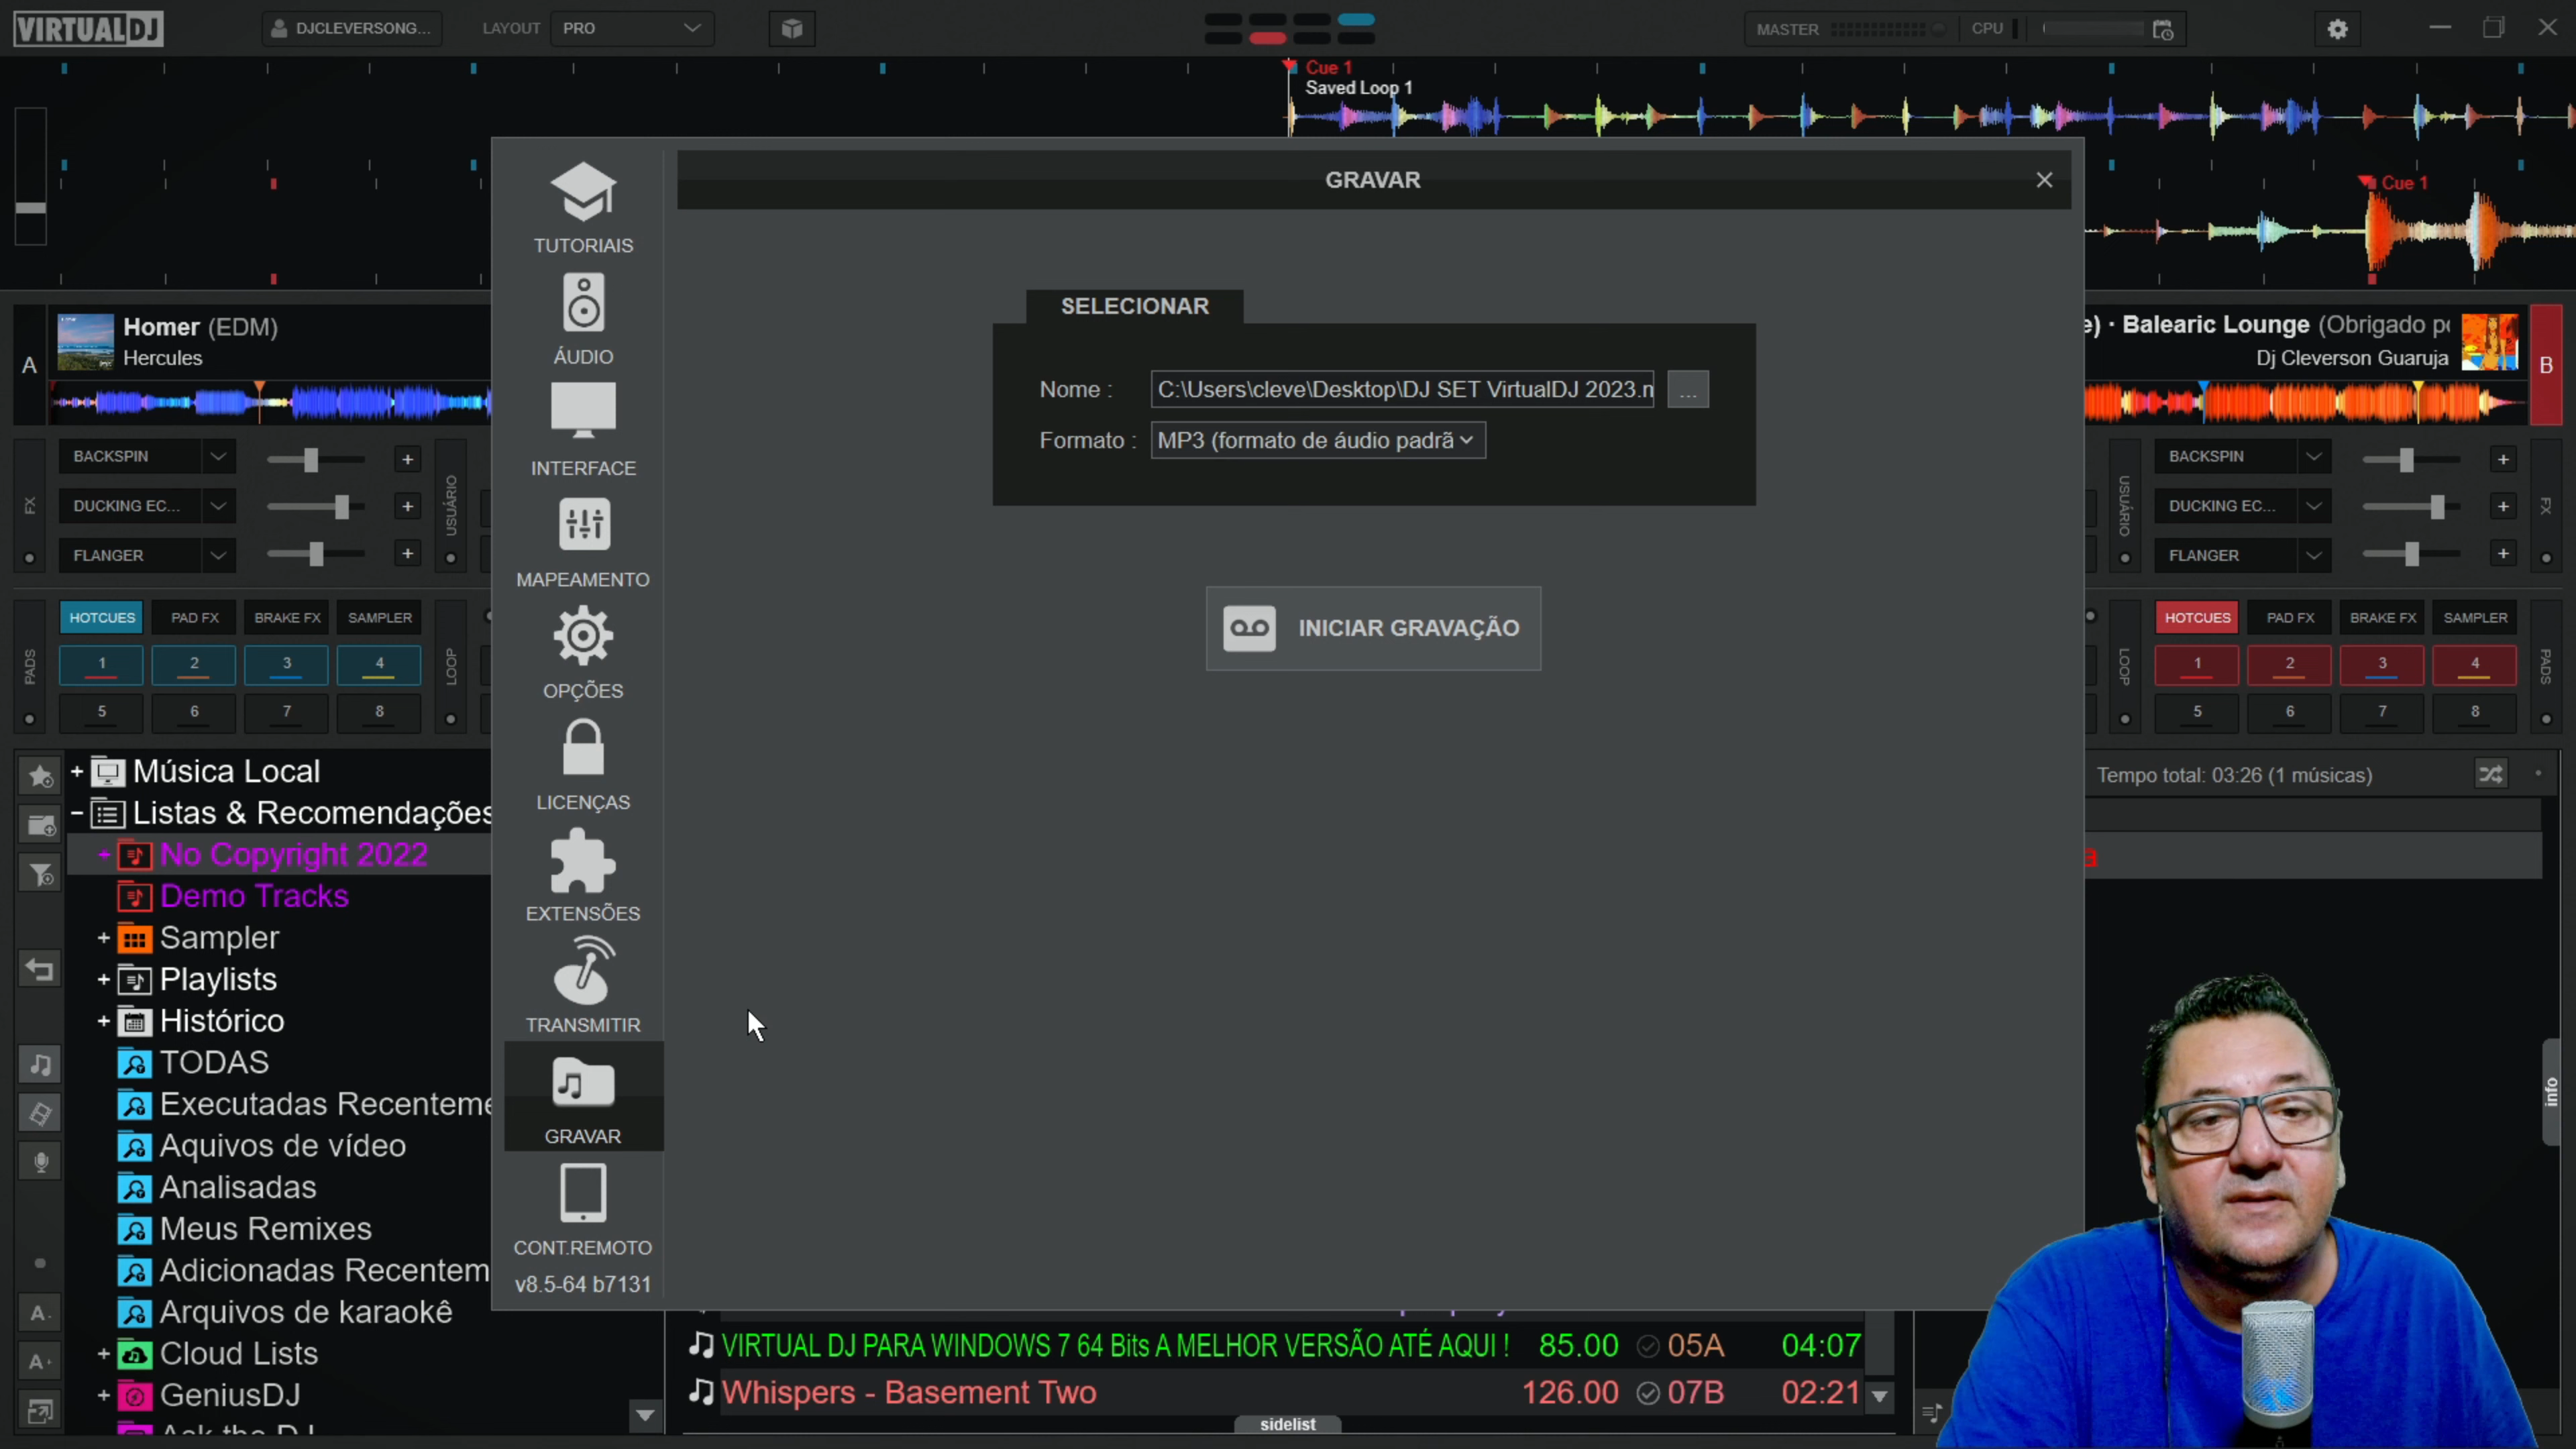 VIRTUALDJ
DJCLEVERSONG...
LAYOUT PRO
MASTER
CPU
Cue 1
Saved Loop 1
Cue 1
GRAVAR
TUTORIAIS
ÁUDIO
INTERFACE
MAPEAMENTO
OPÇÕES
LICENÇAS
EXTENSÕES
TRANSMITIR
GRAVAR
CONT.REMOTO
v8.5-64 b7131
SELECIONAR
Nome : C:\Users\cleve\Desktop\DJ SET VirtualDJ 2023.m ...
Formato : MP3 (formato de áudio padrã
INICIAR GRAVAÇÃO
A
Homer (EDM)
Hercules
FX
BACKSPIN
DUCKING EC...
FLANGER
USUÁRIO
PADS
HOTCUES PAD FX BRAKE FX SAMPLER
1 2 3 4
5 6 7 8
LOOP
e) · Balearic Lounge (Obrigado po
Dj Cleverson Guaruja
B
USUÁRIO
BACKSPIN
DUCKING EC...
FLANGER
FX
LOOP
HOTCUES PAD FX BRAKE FX SAMPLER
1 2 3 4
5 6 7 8
PADS
Música Local
Listas & Recomendações
No Copyright 2022
Demo Tracks
Sampler
Playlists
Histórico
TODAS
Executadas Recenteme
Aquivos de vídeo
Analisadas
Meus Remixes
Adicionadas Recentem
Arquivos de karaokê
Cloud Lists
GeniusDJ
Ask the DJ
A-
A+
Tempo total: 03:26 (1 músicas)
info
VIRTUAL DJ PARA WINDOWS 7 64 Bits A MELHOR VERSÃO ATÉ AQUI ! 85.00 05A 04:07
Whispers - Basement Two 126.00 07B 02:21
sidelist